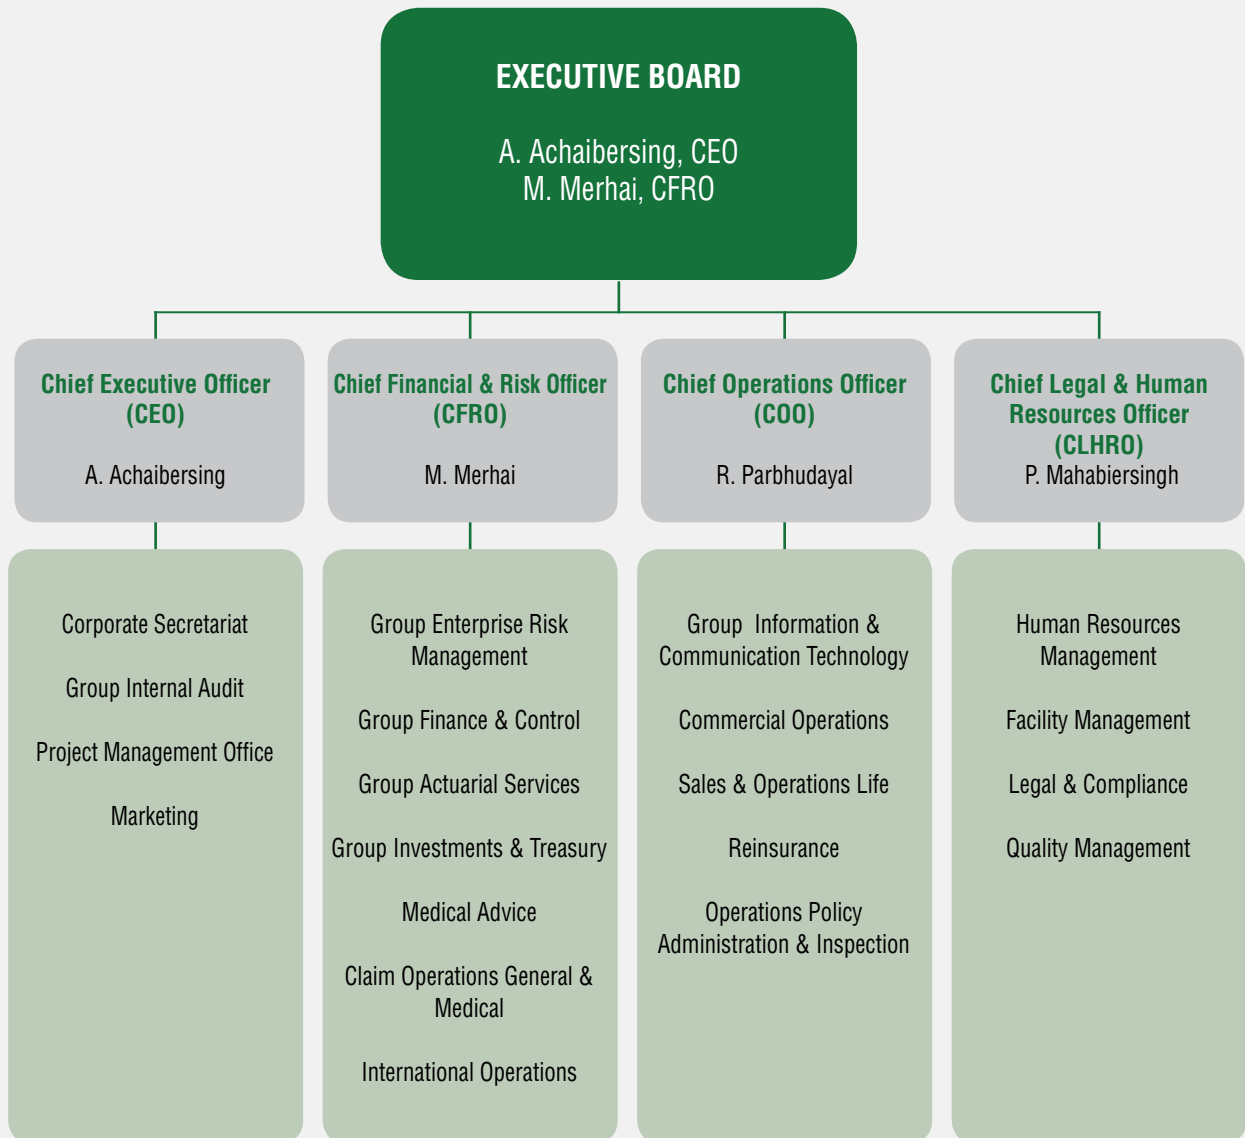 EXECUTIVE BOARD
A. Achaibersing, CEO
M. Merhai, CFRO
Chief Executive Officer
(CEO)
A. Achaibersing
Chief Financial & Risk Officer
(CFRO)
M. Merhai
Chief Operations Officer
(COO)
R. Parbhudayal
Chief Legal & Human
Resources Officer
(CLHRO)
P. Mahabiersingh
Corporate Secretariat
Group Internal Audit
Project Management Office
Marketing
Group Enterprise Risk
Management
Group Finance & Control
Group Actuarial Services
Group Investments & Treasury
Medical Advice
Claim Operations General &
Medical
International Operations
Group Information &
Communication Technology
Commercial Operations
Sales & Operations Life
Reinsurance
Operations Policy
Administration & Inspection
Human Resources
Management
Facility Management
Legal & Compliance
Quality Management